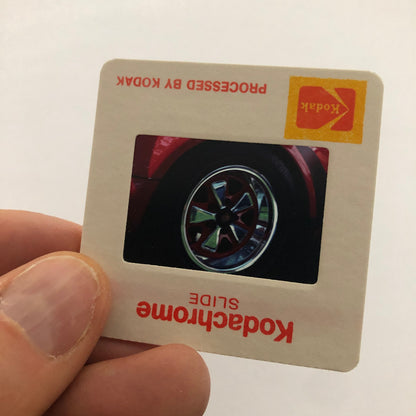 Kodachrome
SLIDE
Kodak
PROCESSED BY KODAK